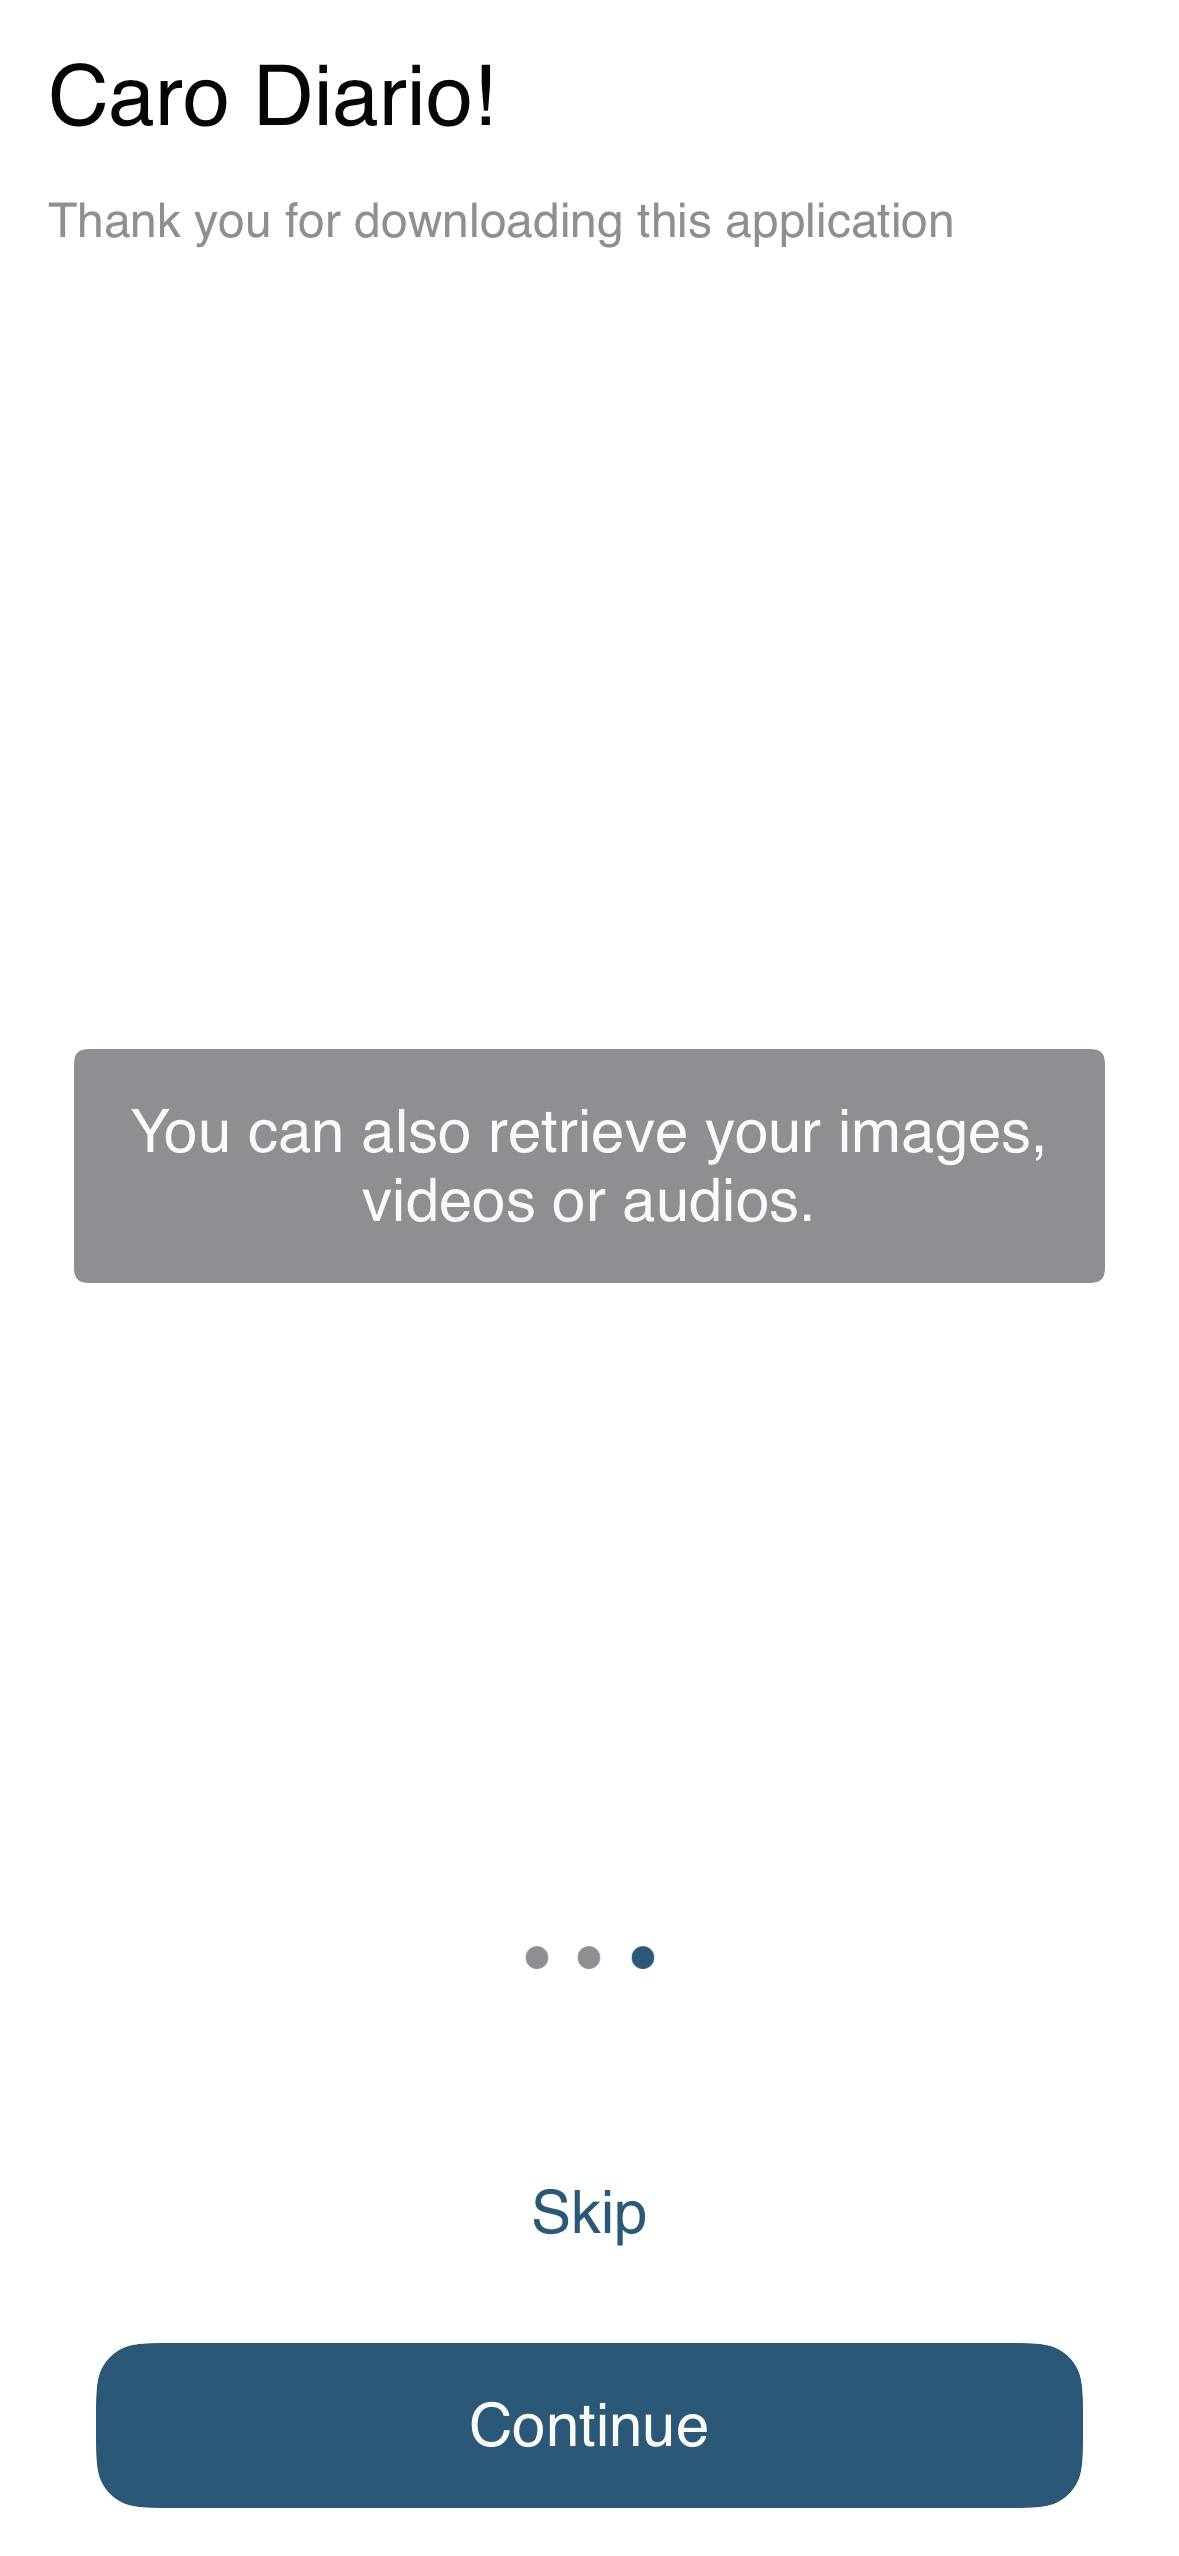 Caro Diario!
Thank you for downloading this application
You can also retrieve your images,
videos or audios.
Skip
Continue